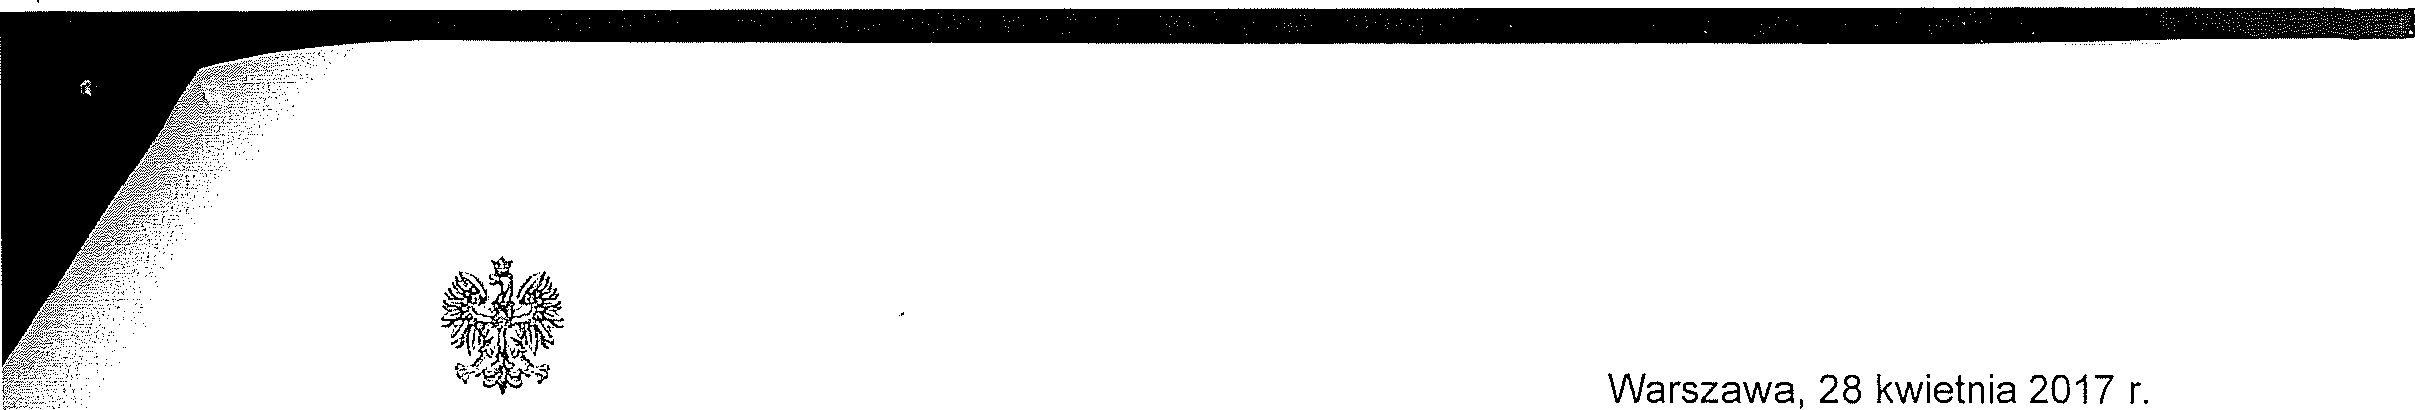 Warszawa, 28 kwietnia 2017 r.